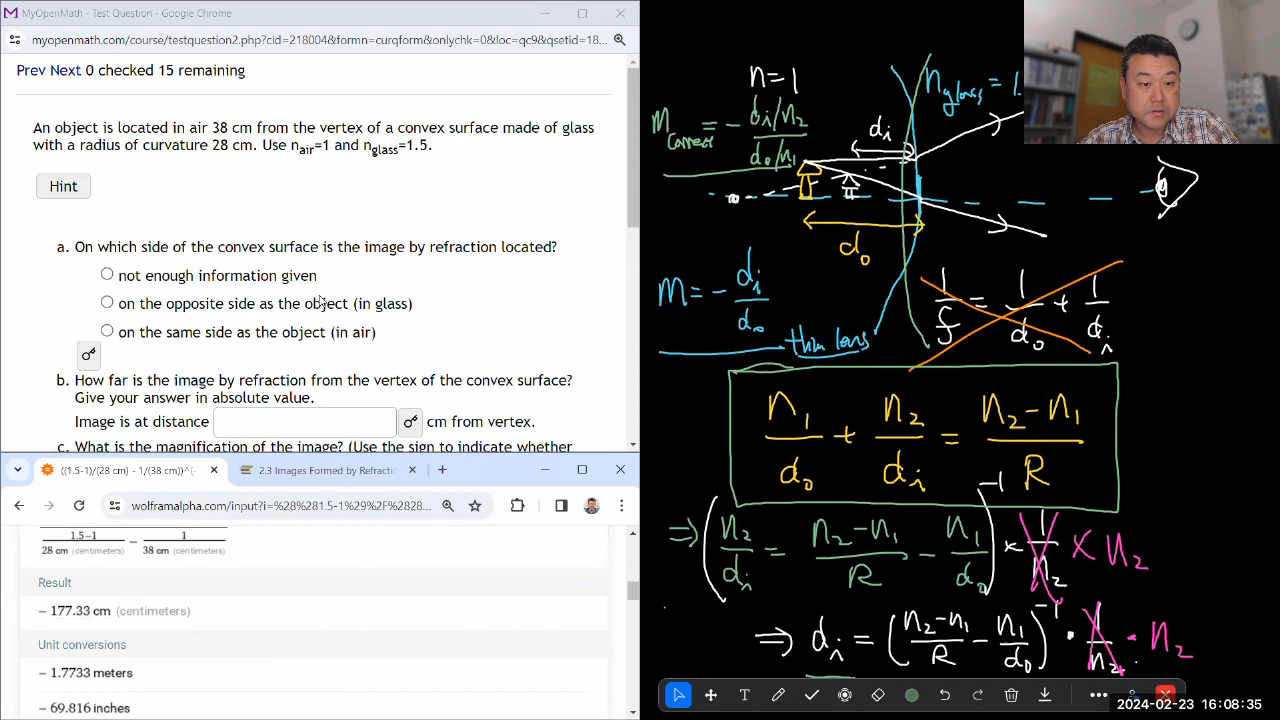 MyOpenMath - Test Question - Google Chrome
myopenmath.com/course/testquestion2.php?cid=218004&formn=curqform&onlychk=0&loc=qc9&qsetid=18...
Prev Next 0 checked 15 remaining
An object is located in air 38 cm from the vertex of a convex surface made of glass
with a radius of curvature 28 cm. Use nair=1 and nglass=1.5.
Hint
a. On which side of the convex surface is the image by refraction located?
not enough information given
on the opposite side as the object (in glass)
on the same side as the object (in air)
b. How far is the image by refraction from the vertex of the convex surface?
Give your answer in absolute value.
Image is at distance cm from vertex.
c. What is the magnification of the image? (Use the sign to indicate whether
((1.5-1)/(28 cm) - 1/(38 cm))^(-
2.3 Images Formed by Refractio
wolframalpha.com/input?i=%28%281.5-1%29%2F%2828...
1.5-1 / 28 cm (centimeters) - 1 / 38 cm (centimeters)
Result
- 177.33 cm (centimeters)
Unit conversions
- 1.7733 meters
- 69.816 inches
n=1
nglass = 1.
Mcorrect = - di/n2 / do/n1
di
do
M = - di/do
thin lens
1/f = 1/do + 1/di
n1/do + n2/di = (n2-n1)/R
⇒ (n2/di = (n2-n1)/R - n1/do)^-1 × 1/n2 × n2
⇒ di = ((n2-n1)/R - n1/do)^-1 · 1/n2 · n2
2024-02-23 16:08:35